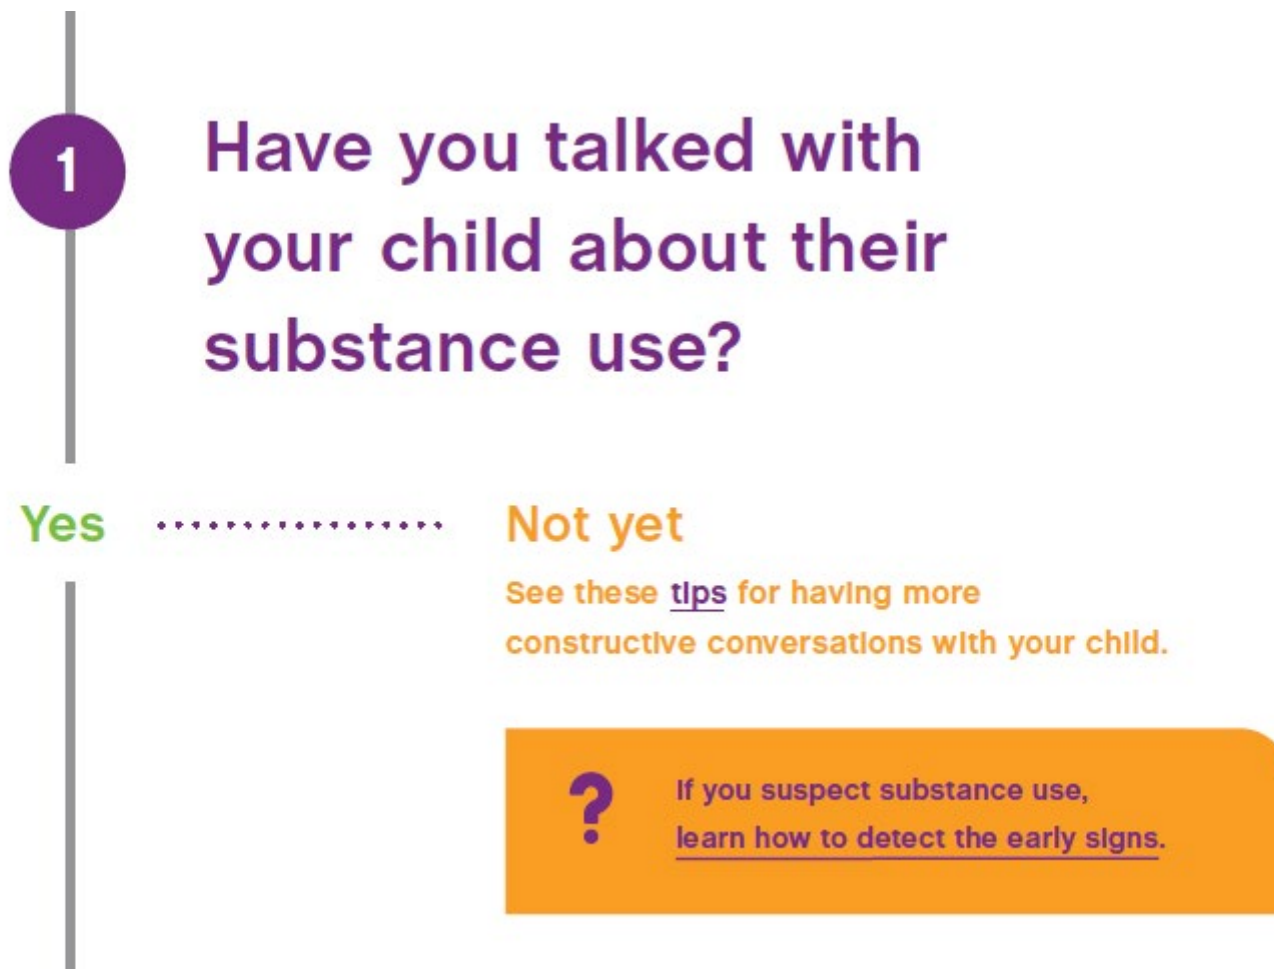 1
Have you talked with
your child about their
substance use?
Yes
Not yet
See these tips for having more
constructive conversations with your child.
?
If you suspect substance use,
learn how to detect the early signs.